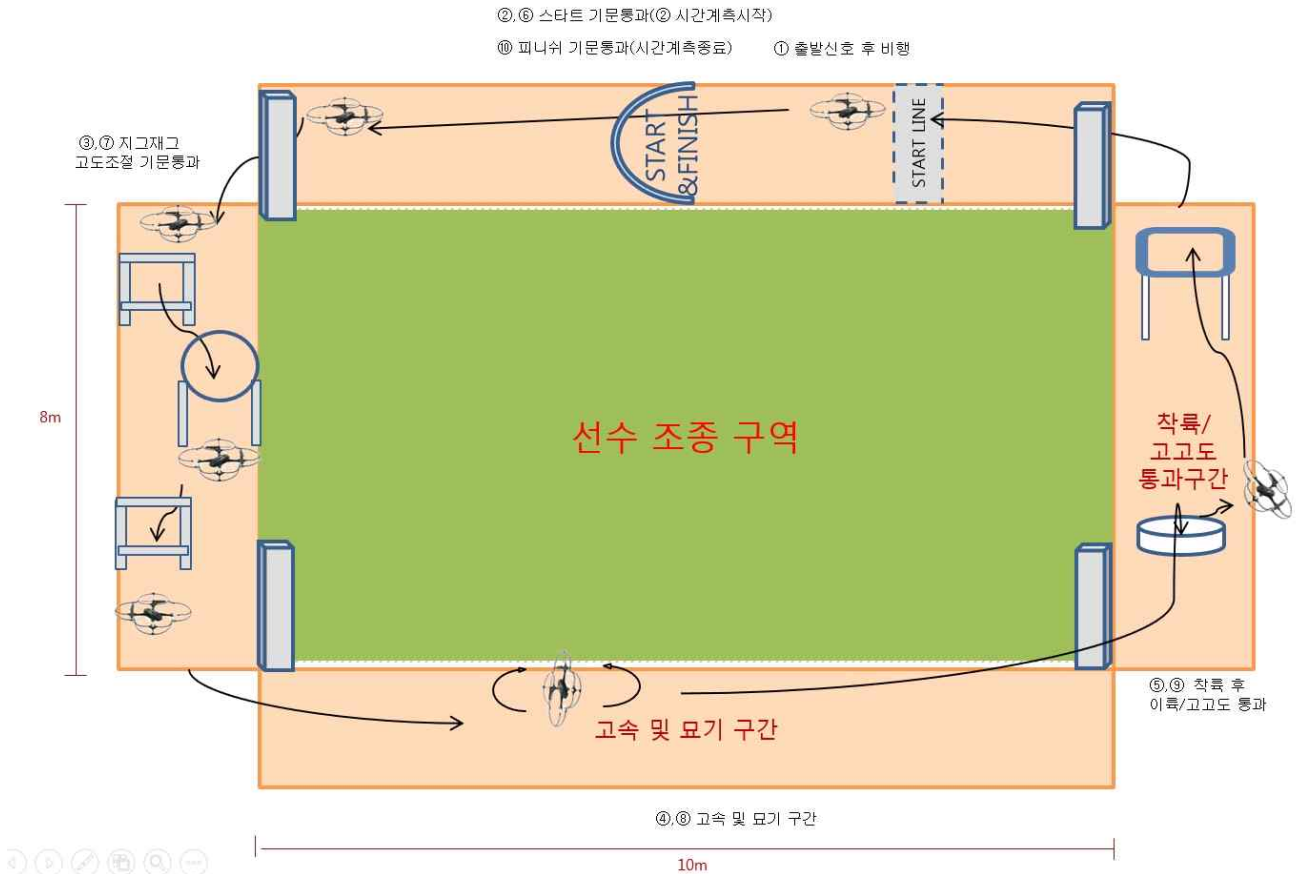 ②,⑥ 스타트 기문통과(② 시간계측시작)
⑩ 피니쉬 기문통과(시간계측종료) ① 출발신호 후 비행
③,⑦ 지그재그
고도조절 기문통과
START
&FINISH
START LINE
8m
선수 조종 구역
착륙/
고고도
통과구간
⑤,⑨ 착륙 후
이륙/고고도 통과
고속 및 묘기 구간
④,⑧ 고속 및 묘기 구간
10m